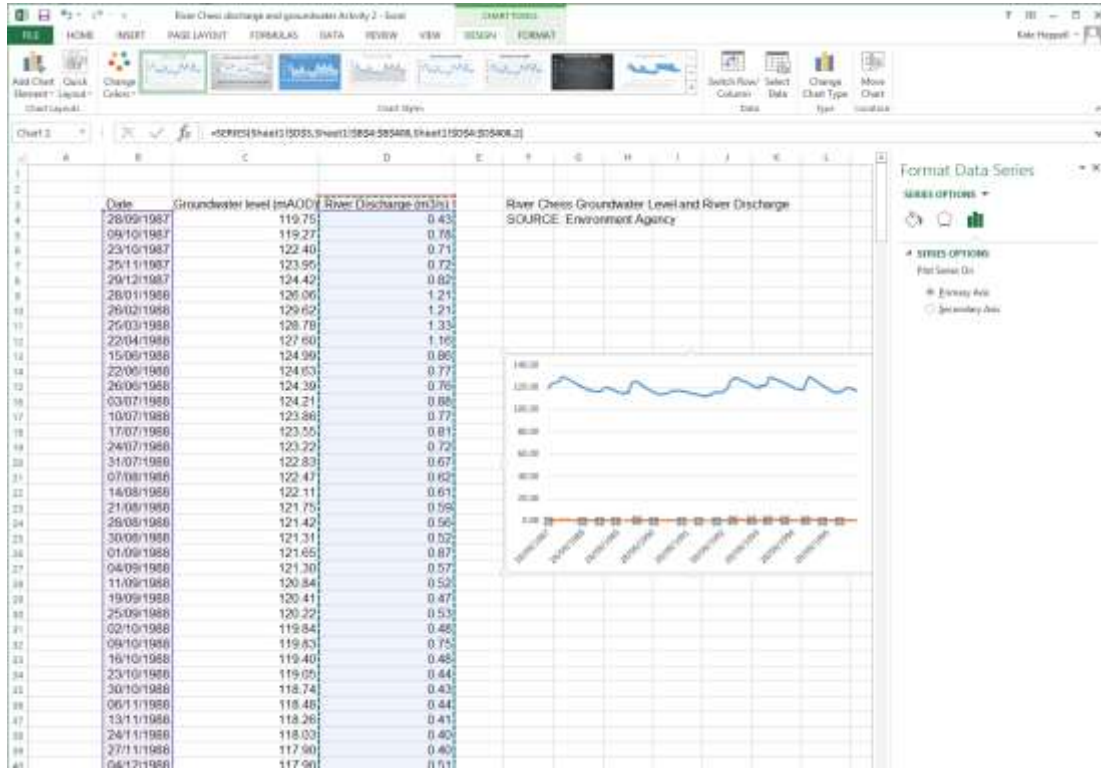 River Chess discharge and groundwater Activity 2 - Excel
CHART TOOLS
FILE HOME INSERT PAGE LAYOUT FORMULAS DATA REVIEW VIEW DESIGN FORMAT
Kate Heppell
Add Chart Element
Quick Layout
Change Colors
Switch Row/ Column
Select Data
Change Chart Type
Move Chart
Chart Layouts
Chart Styles
Data
Type
Location
Chart 2
=SERIES(Sheet1!$D$3,Sheet1!$B$4:$B$408,Sheet1!$D$4:$D$408,2)
A B C D E F G H I J K L
Date Groundwater level (mAOD) River Discharge (m3/s)
28/09/1987 119.75 0.43
09/10/1987 119.27 0.78
23/10/1987 122.40 0.71
25/11/1987 123.95 0.72
29/12/1987 124.42 0.82
28/01/1988 126.06 1.21
26/02/1988 129.62 1.21
25/03/1988 128.78 1.33
22/04/1988 127.60 1.16
15/06/1988 124.99 0.86
22/06/1988 124.63 0.77
26/06/1988 124.39 0.76
03/07/1988 124.21 0.88
10/07/1988 123.86 0.77
17/07/1988 123.55 0.81
24/07/1988 123.22 0.72
31/07/1988 122.83 0.67
07/08/1988 122.47 0.62
14/08/1988 122.11 0.61
21/08/1988 121.75 0.59
28/08/1988 121.42 0.56
30/08/1988 121.31 0.52
01/09/1988 121.65 0.87
04/09/1988 121.30 0.57
11/09/1988 120.84 0.52
19/09/1988 120.41 0.47
25/09/1988 120.22 0.53
02/10/1988 119.84 0.48
09/10/1988 119.83 0.75
16/10/1988 119.40 0.48
23/10/1988 119.05 0.44
30/10/1988 118.74 0.43
06/11/1988 118.48 0.44
13/11/1988 118.26 0.41
24/11/1988 118.03 0.40
27/11/1988 117.90 0.40
04/12/1988 117.90 0.51
River Chess Groundwater Level and River Discharge
SOURCE: Environment Agency
140.00
120.00
100.00
80.00
60.00
40.00
20.00
0.00
28/09/1987
Format Data Series
SERIES OPTIONS
SERIES OPTIONS
Plot Series On
Primary Axis
Secondary Axis